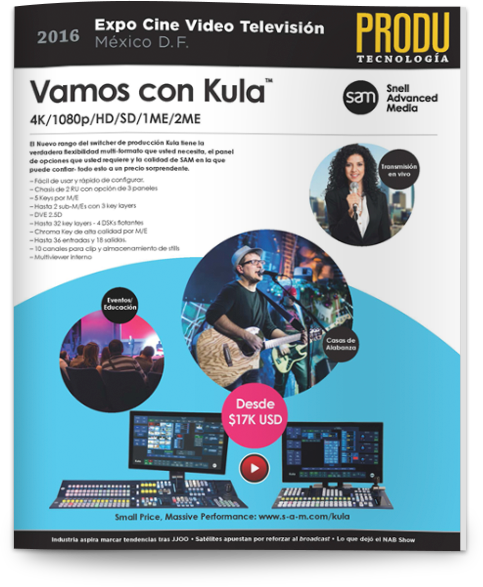 2016
Expo Cine Video Televisión
México D.F.
PRODU
TECNOLOGÍA
Vamos con Kula™
4K/1080p/HD/SD/1ME/2ME
sam
Snell
Advanced
Media
El Nuevo rango del switcher de producción Kula tiene la
verdadera flexibilidad multi-formato que usted necesita, el panel
de opciones que usted requiere y la calidad de SAM en la que
puede confiar- todo esto a un precio sorprendente.
– Fácil de usar y rápido de configurar.
– Chasis de 2 RU con opción de 3 paneles
– 5 Keys por M/E
– Hasta 2 sub-M/Es con 3 key layers
– DVE 2.5D
– Hasta 32 key layers - 4 DSKs flotantes
– Chroma Key de alta calidad por M/E
– Hasta 36 entradas y 18 salidas.
– 10 canales para clip y almacenamiento de stills
– Multiviewer interno
Transmisión
en vivo
Eventos/
Educación
Casas de
Alabanza
Desde
$17K USD
Small Price, Massive Performance: www.s-a-m.com/kula
Industria aspira marcar tendencias tras JJOO • Satélites apuestan por reforzar al broadcast • Lo que dejó el NAB Show